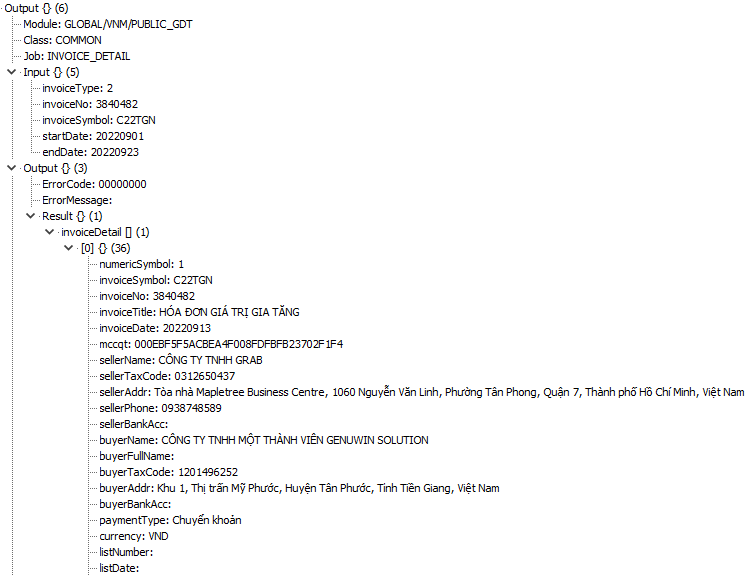 Output {} (6)
Module: GLOBAL/VNM/PUBLIC_GDT
Class: COMMON
Job: INVOICE_DETAIL
Input {} (5)
invoiceType: 2
invoiceNo: 3840482
invoiceSymbol: C22TGN
startDate: 20220901
endDate: 20220923
Output {} (3)
ErrorCode: 00000000
ErrorMessage:
Result {} (1)
invoiceDetail [] (1)
[0] {} (36)
numericSymbol: 1
invoiceSymbol: C22TGN
invoiceNo: 3840482
invoiceTitle: HÓA ĐƠN GIÁ TRỊ GIA TĂNG
invoiceDate: 20220913
mccqt: 000EBF5F5ACBEA4F008FDFBFB23702F1F4
sellerName: CÔNG TY TNHH GRAB
sellerTaxCode: 0312650437
sellerAddr: Tòa nhà Mapletree Business Centre, 1060 Nguyễn Văn Linh, Phường Tân Phong, Quận 7, Thành phố Hồ Chí Minh, Việt Nam
sellerPhone: 0938748589
sellerBankAcc:
buyerName: CÔNG TY TNHH MỘT THÀNH VIÊN GENUWIN SOLUTION
buyerFullName:
buyerTaxCode: 1201496252
buyerAddr: Khu 1, Thị trấn Mỹ Phước, Huyện Tân Phước, Tỉnh Tiền Giang, Việt Nam
buyerBankAcc:
paymentType: Chuyển khoản
currency: VND
listNumber:
listDate: